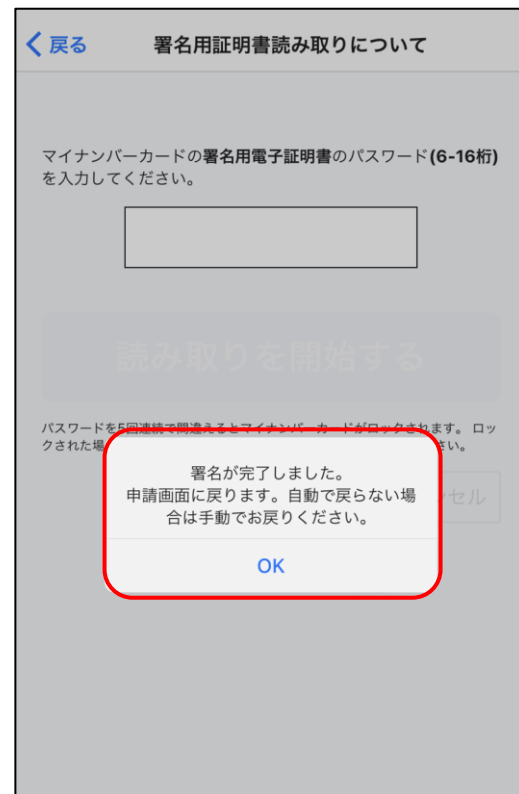 戻る 署名用証明書読み取りについて
マイナンバーカードの署名用電子証明書のパスワード(6-16桁)
を入力してください。
読み取りを開始する
パスワードを5回連続で間違えるとマイナンバーカードがロックされます。 ロッ
クされた場 さい。
署名が完了しました。
申請画面に戻ります。自動で戻らない場
合は手動でお戻りください。
セル
OK